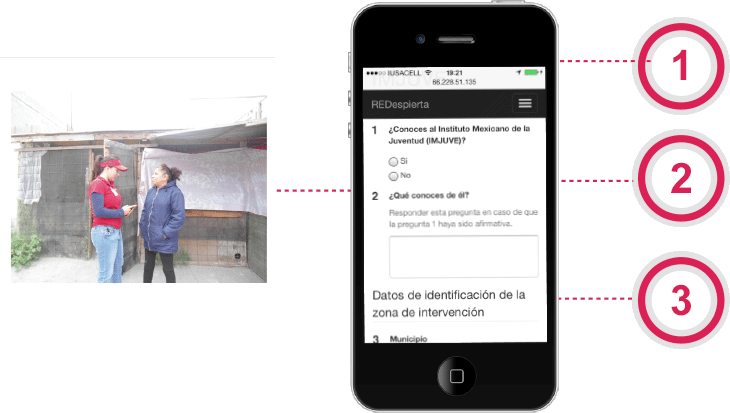 IUSACELL 19:21
66.228.51.135
REDespierta
1 ¿Conoces al Instituto Mexicano de la
Juventud (IMJUVE)?
Si
No
2 ¿Qué conoces de él?
Responder esta pregunta en caso de que
la pregunta 1 haya sido afirmativa.
Datos de identificación de la
zona de intervención
3 Municipio
1
2
3